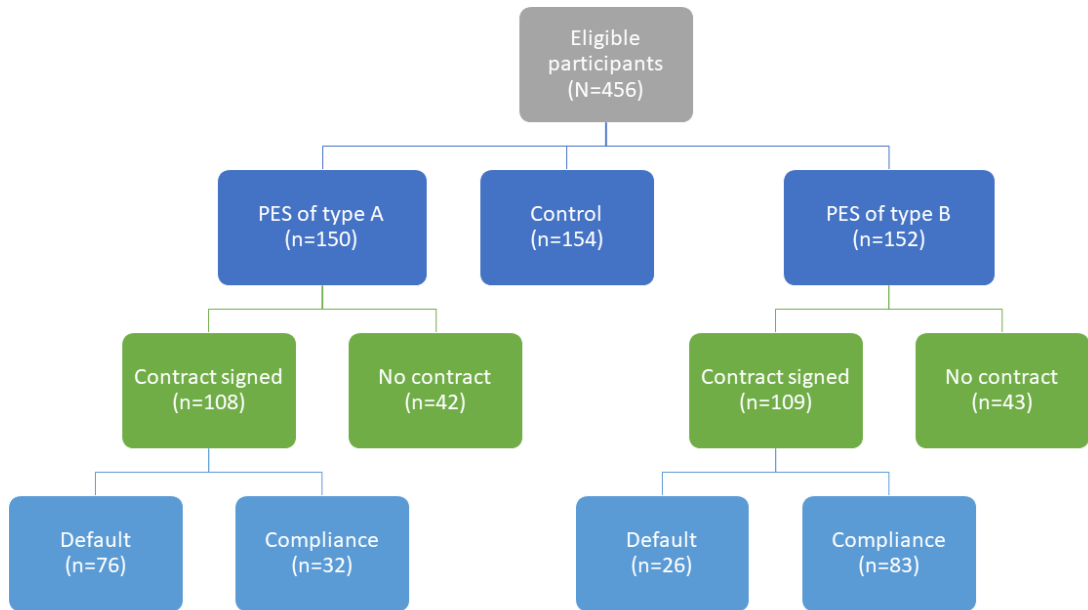 Eligible
participants
(N=456)
PES of type A
(n=150)
Control
(n=154)
PES of type B
(n=152)
Contract signed
(n=108)
No contract
(n=42)
Contract signed
(n=109)
No contract
(n=43)
Default
(n=76)
Compliance
(n=32)
Default
(n=26)
Compliance
(n=83)